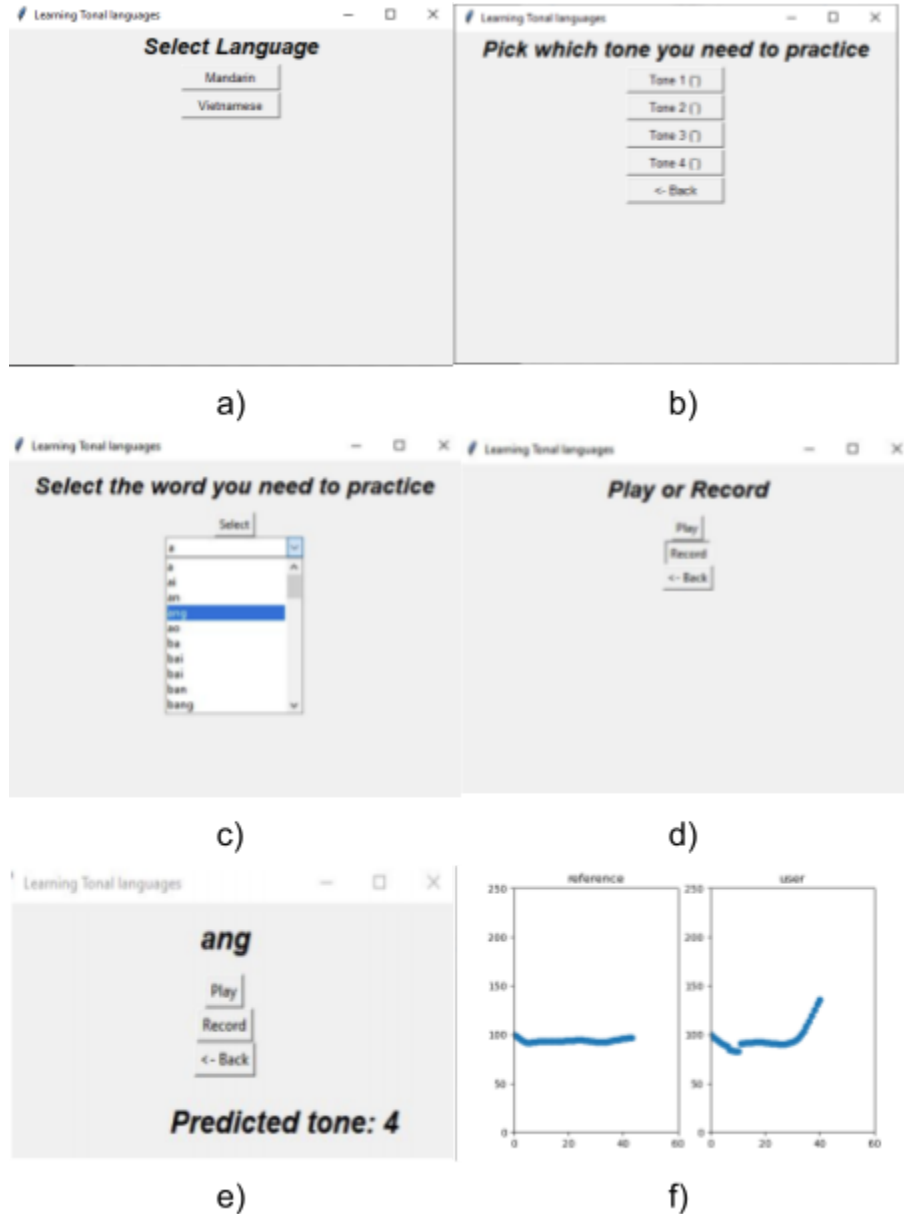 Learning Tonal languages
Select Language
Mandarin
Vietnamese
a)
Learning Tonal languages
Pick which tone you need to practice
Tone 1 ()
Tone 2 ()
Tone 3 ()
Tone 4 ()
<- Back
b)
Learning Tonal languages
Select the word you need to practice
Select
a
a
ai
an
ang
ao
ba
bai
bai
ban
bang
c)
Learning Tonal languages
Play or Record
Play
Record
<- Back
d)
Learning Tonal languages
ang
Play
Record
<- Back
Predicted tone: 4
e)
reference
250
200
150
100
50
0
0 20 40 60
user
250
200
150
100
50
0
0 20 40 60
f)